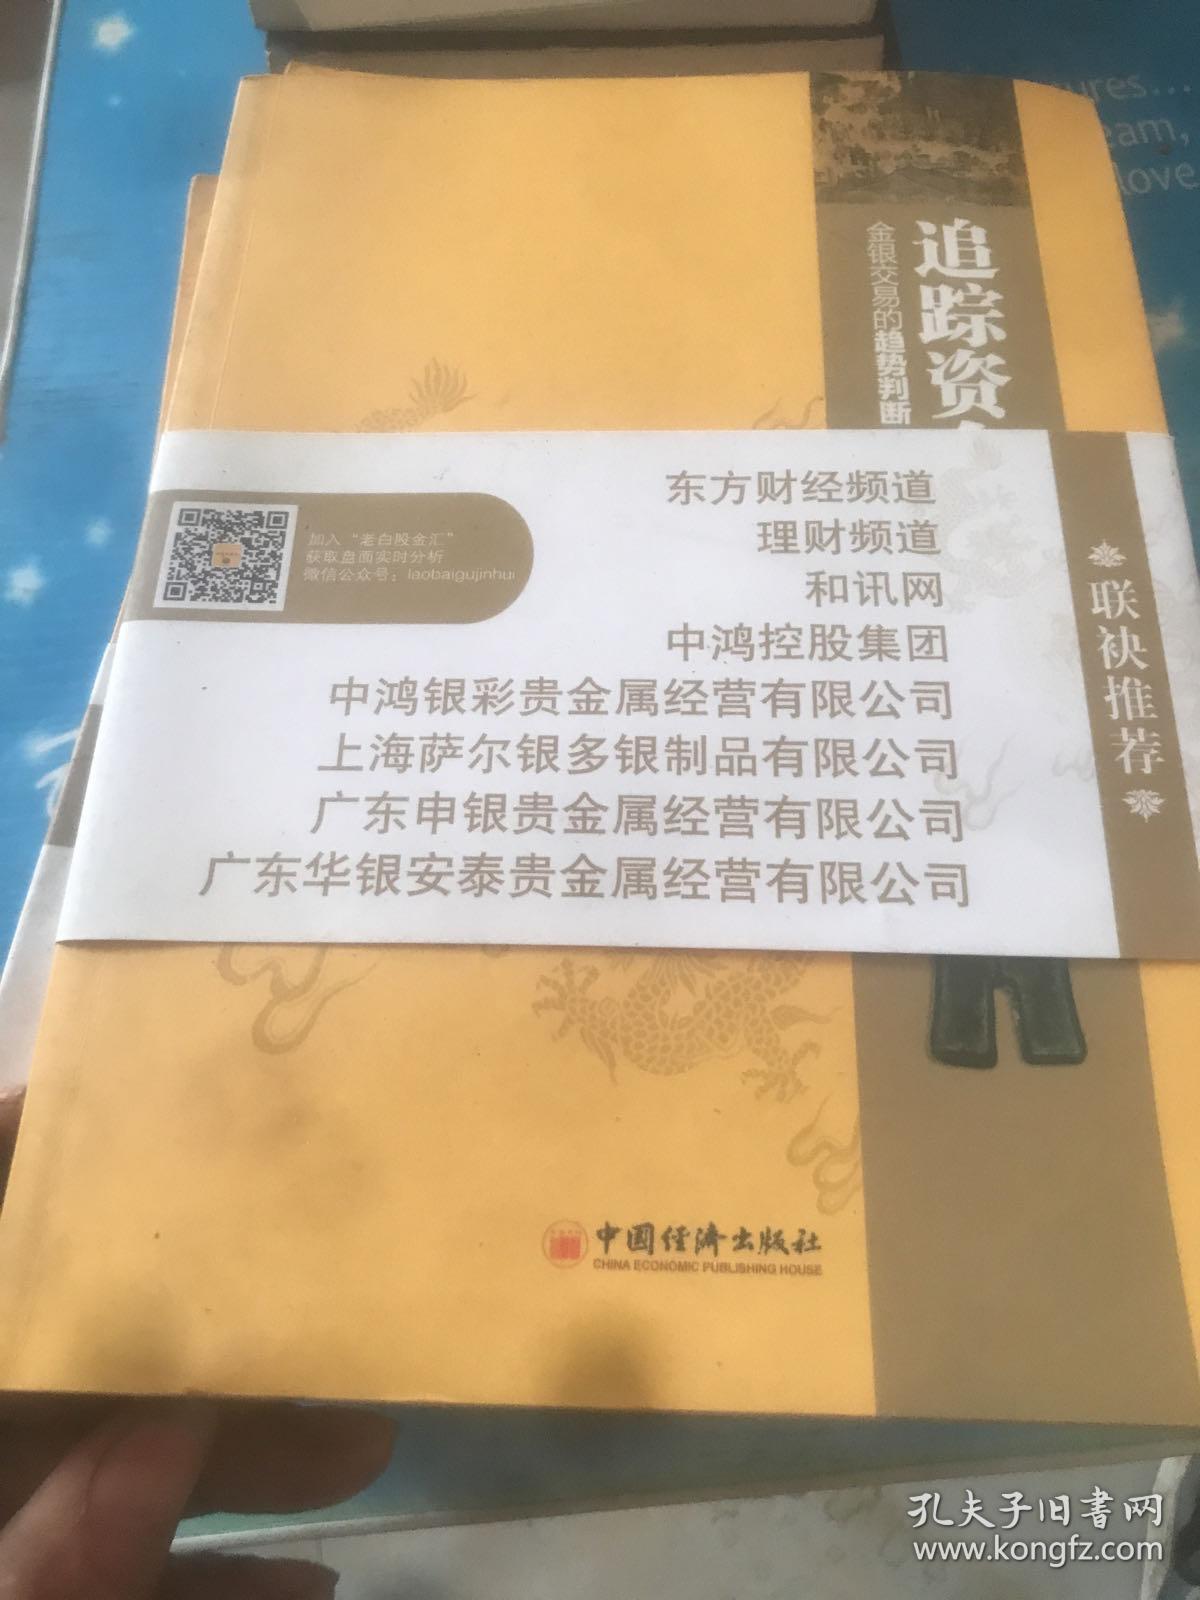 追踪资
金银交易的趋势判断
东方财经频道
理财频道
和讯网
中鸿控股集团
中鸿银彩贵金属经营有限公司
上海萨尔银多银制品有限公司
广东申银贵金属经营有限公司
广东华银安泰贵金属经营有限公司
联袂推荐
加入“老白股金汇”
获取盘面实时分析
微信公众号：laobaigujinhui
中国经济出版社
CHINA ECONOMIC PUBLISHING HOUSE
ures...
eam,
love
孔夫子旧书网
www.kongfz.com